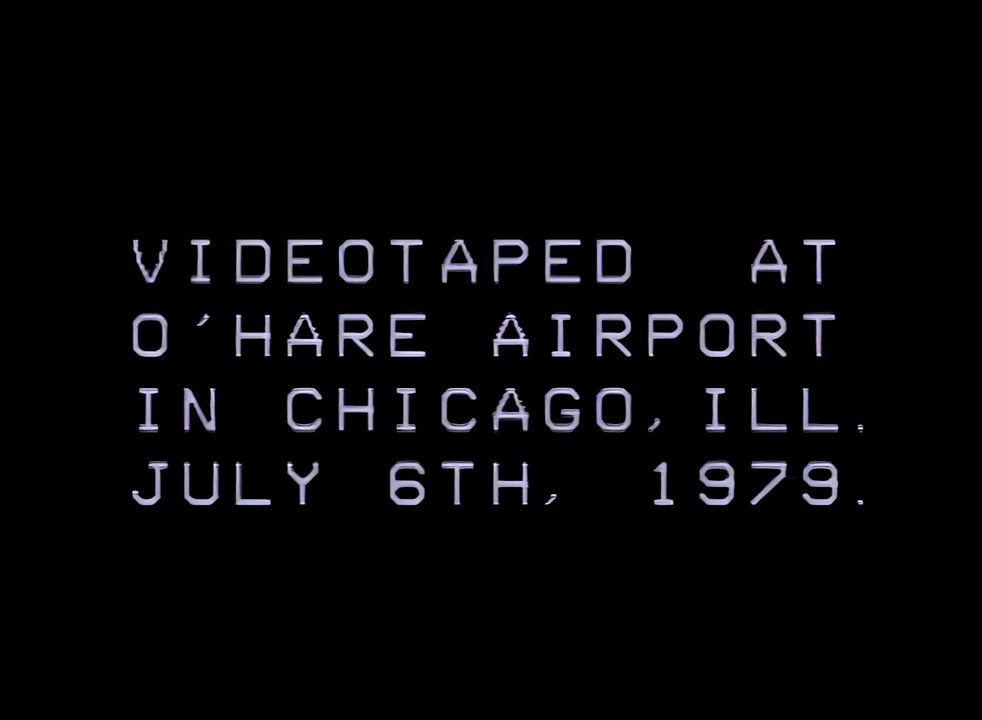 VIDEOTAPED AT
O'HARE AIRPORT
IN CHICAGO, ILL.
JULY 6TH, 1979.